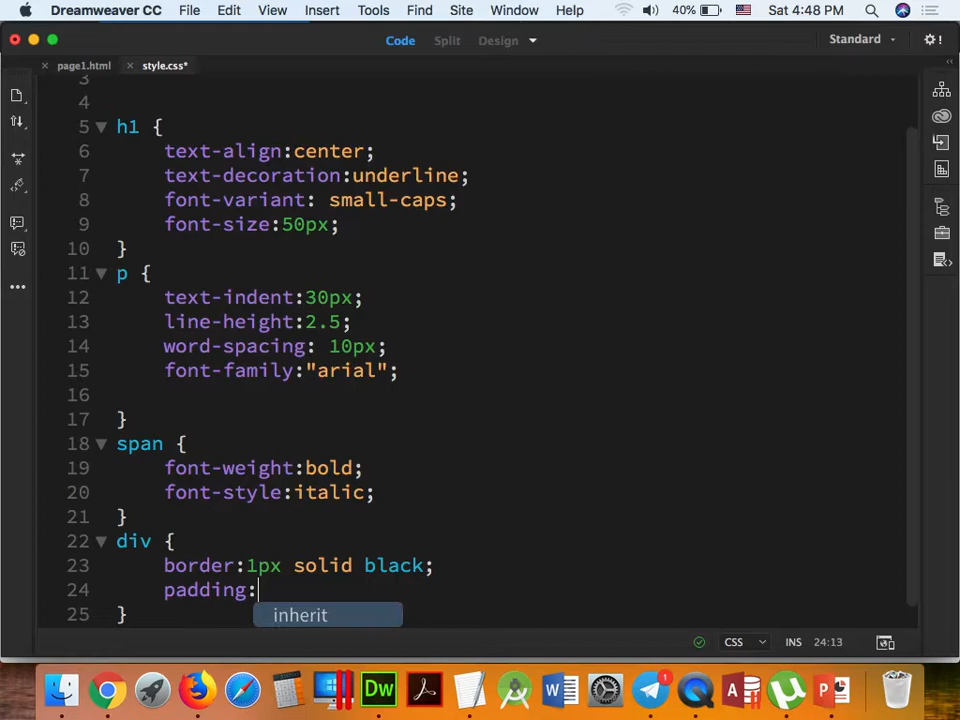 Dreamweaver CC File Edit View Insert Tools Find Site Window Help 40% Sat 4:48 PM
Code Split Design Standard
page1.html style.css*
3
4
5 h1 {
6 text-align:center;
7 text-decoration:underline;
8 font-variant: small-caps;
9 font-size:50px;
10 }
11 p {
12 text-indent:30px;
13 line-height:2.5;
14 word-spacing: 10px;
15 font-family:"arial";
16
17 }
18 span {
19 font-weight:bold;
20 font-style:italic;
21 }
22 div {
23 border:1px solid black;
24 padding:
25 }
inherit
CSS INS 24:13
Dw W 1 A P